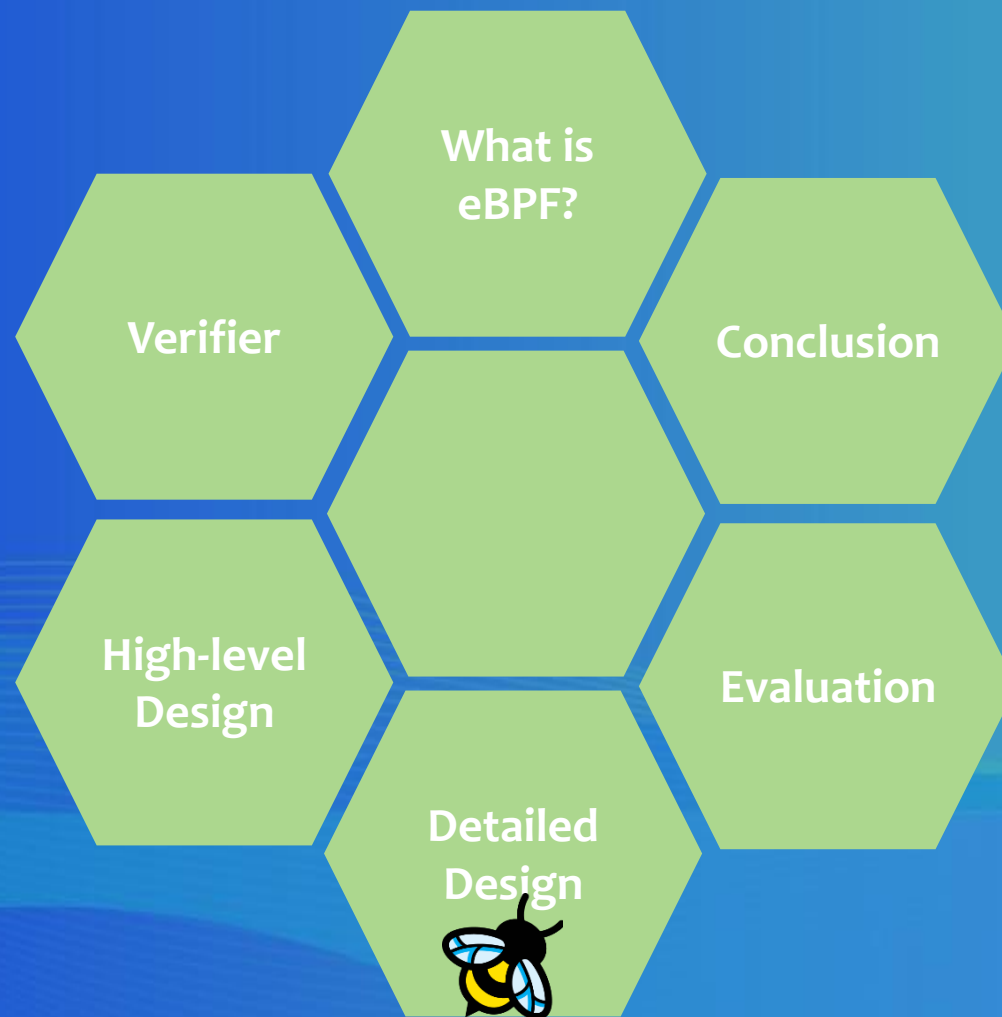 What is
eBPF?
Verifier
Conclusion
High-level
Design
Evaluation
Detailed
Design